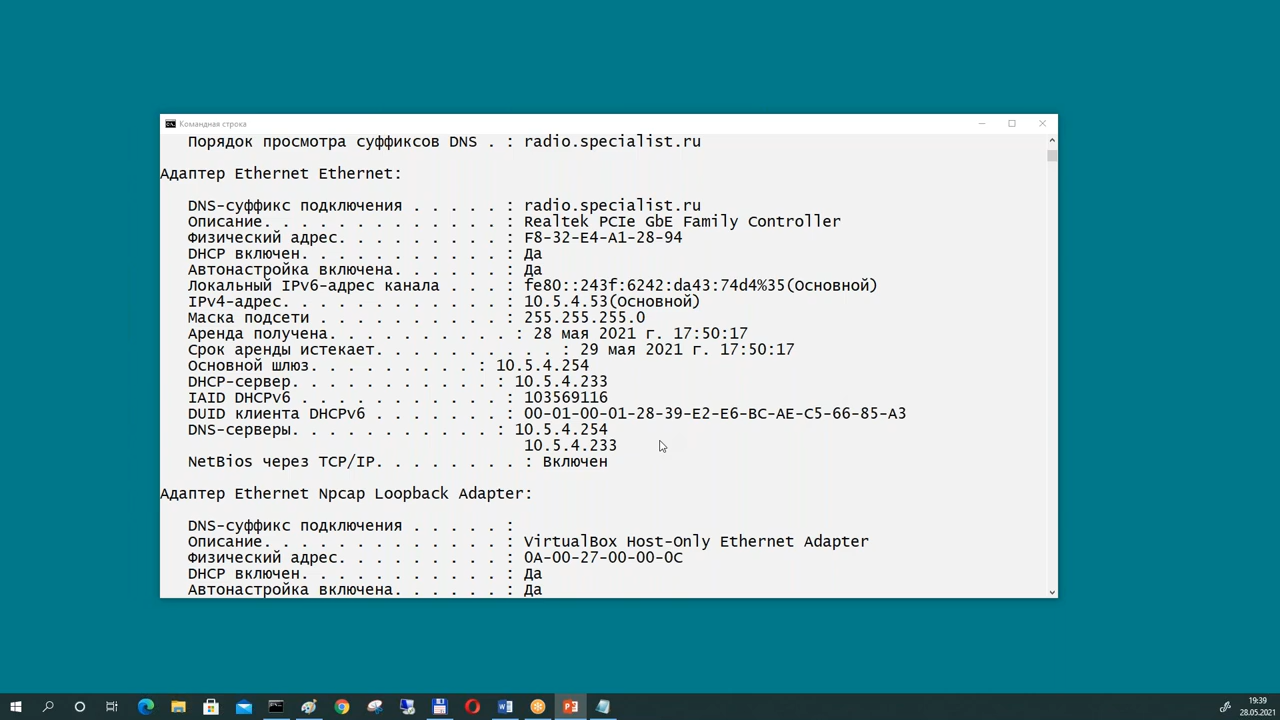 Командная строка
Порядок просмотра суффиксов DNS . : radio.specialist.ru
Адаптер Ethernet Ethernet:
DNS-суффикс подключения . . . . . : radio.specialist.ru
Описание. . . . . . . . . . . . . : Realtek PCIe GbE Family Controller
Физический адрес. . . . . . . . . : F8-32-E4-A1-28-94
DHCP включен. . . . . . . . . . . : Да
Автонастройка включена. . . . . . : Да
Локальный IPv6-адрес канала . . . : fe80::243f:6242:da43:74d4%35(Основной)
IPv4-адрес. . . . . . . . . . . . : 10.5.4.53(Основной)
Маска подсети . . . . . . . . . . : 255.255.255.0
Аренда получена. . . . . . . . . . : 28 мая 2021 г. 17:50:17
Срок аренды истекает. . . . . . . . . . : 29 мая 2021 г. 17:50:17
Основной шлюз. . . . . . . . . : 10.5.4.254
DHCP-сервер. . . . . . . . . . . : 10.5.4.233
IAID DHCPv6 . . . . . . . . . . . : 103569116
DUID клиента DHCPv6 . . . . . . . : 00-01-00-01-28-39-E2-E6-BC-AE-C5-66-85-A3
DNS-серверы. . . . . . . . . . . : 10.5.4.254
10.5.4.233
NetBios через TCP/IP. . . . . . . . : Включен
Адаптер Ethernet Npcap Loopback Adapter:
DNS-суффикс подключения . . . . . :
Описание. . . . . . . . . . . . . : VirtualBox Host-Only Ethernet Adapter
Физический адрес. . . . . . . . . : 0A-00-27-00-00-0C
DHCP включен. . . . . . . . . . . : Да
Автонастройка включена. . . . . . : Да
19:39
28.05.2021